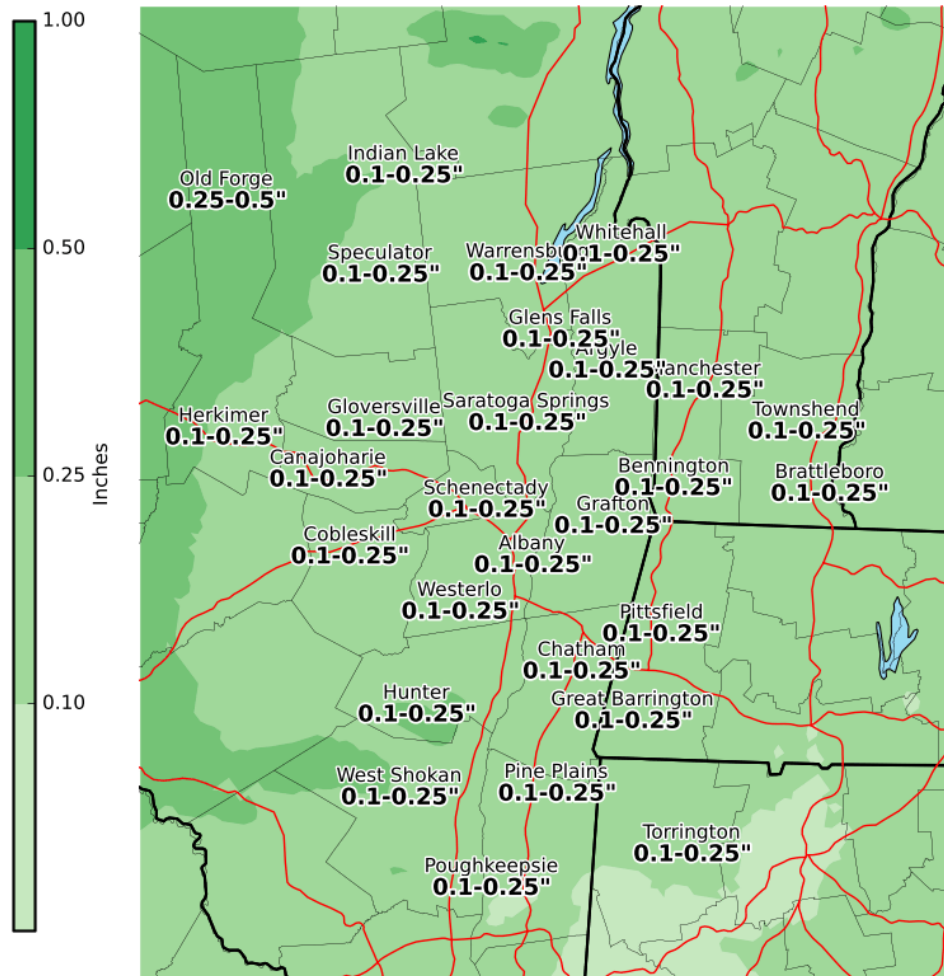 1.00
0.50
0.25
0.10
Inches
Indian Lake
0.1-0.25"
Old Forge
0.25-0.5"
Whitehall
0.1-0.25"
Speculator
0.1-0.25"
Warrensburg
0.1-0.25"
Glens Falls
0.1-0.25"
Argyle
0.1-0.25"
Manchester
0.1-0.25"
Saratoga Springs
0.1-0.25"
Gloversville
0.1-0.25"
Townshend
0.1-0.25"
Herkimer
0.1-0.25"
Canajoharie
0.1-0.25"
Bennington
0.1-0.25"
Brattleboro
0.1-0.25"
Schenectady
0.1-0.25"
Grafton
0.1-0.25"
Cobleskill
0.1-0.25"
Albany
0.1-0.25"
Westerlo
0.1-0.25"
Pittsfield
0.1-0.25"
Chatham
0.1-0.25"
Hunter
0.1-0.25"
Great Barrington
0.1-0.25"
West Shokan
0.1-0.25"
Pine Plains
0.1-0.25"
Torrington
0.1-0.25"
Poughkeepsie
0.1-0.25"